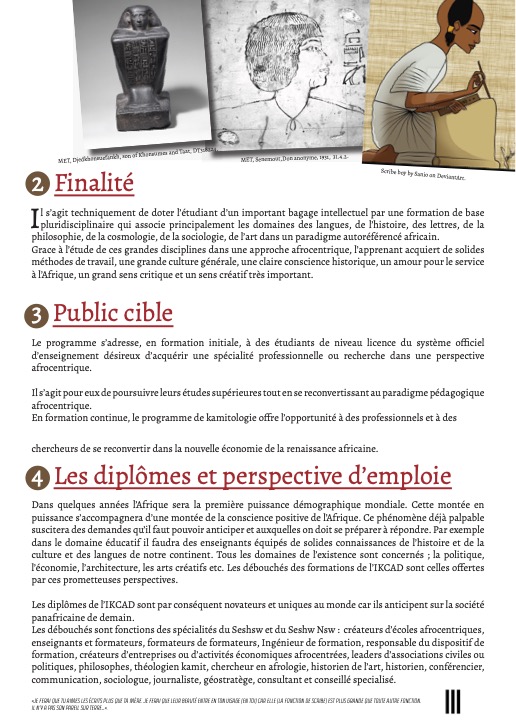 MET, Djedkhonsuefankh, son of Khonsumes and Taat, DT318824
MET, Senenmut,Don anonyme, 1931, 31.4.2.
Scribe boy by Sanio on DeviantArt.
2 Finalité
Il s'agit techniquement de doter l'étudiant d'un important bagage intellectuel par une formation de base
pluridisciplinaire qui associe principalement les domaines des langues, de l'histoire, des lettres, de la
philosophie, de la cosmologie, de la sociologie, de l'art dans un paradigme autoréférencé africain.
Grace à l'étude de ces grandes disciplines dans une approche afrocentrique, l'apprenant acquiert de solides
méthodes de travail, une grande culture générale, une claire conscience historique, un amour pour le service
à l'Afrique, un grand sens critique et un sens créatif très important.
3 Public cible
Le programme s'adresse, en formation initiale, à des étudiants de niveau licence du système officiel
d'enseignement désireux d'acquérir une spécialité professionnelle ou recherche dans une perspective
afrocentrique.
Il s'agit pour eux de poursuivre leurs études supérieures tout en se reconvertissant au paradigme pédagogique
afrocentrique.
En formation continue, le programme de kamitologie offre l'opportunité à des professionnels et à des
chercheurs de se reconvertir dans la nouvelle économie de la renaissance africaine.
4 Les diplômes et perspective d'emploie
Dans quelques années l'Afrique sera la première puissance démographique mondiale. Cette montée en
puissance s'accompagnera d'une montée de la conscience positive de l'Afrique. Ce phénomène déjà palpable
suscitera des demandes qu'il faut pouvoir anticiper et auxquelles on doit se préparer à répondre. Par exemple
dans le domaine éducatif il faudra des enseignants équipés de solides connaissances de l'histoire et de la
culture et des langues de notre continent. Tous les domaines de l'existence sont concernés ; la politique,
l'économie, l'architecture, les arts créatifs etc. Les débouchés des formations de l'IKCAD sont celles offertes
par ces prometteuses perspectives.
Les diplômes de l'IKCAD sont par conséquent novateurs et uniques au monde car ils anticipent sur la société
panafricaine de demain.
Les débouchés sont fonctions des spécialités du Seshsw et du Seshw Nsw : créateurs d'écoles afrocentriques,
enseignants et formateurs, formateurs de formateurs, Ingénieur de formation, responsable du dispositif de
formation, créateurs d'entreprises ou d'activités économiques afrocentrées, leaders d'associations civiles ou
politiques, philosophes, théologien kamit, chercheur en afrologie, historien de l'art, historien, conférencier,
communication, sociologue, journaliste, géostratège, consultant et conseillé spécialisé.
«JE FERAI QUE TU AIMES LES ÉCRITS PLUS QUE TA MÈRE. JE FERAI QUE LEUR BEAUTÉ ENTRE EN TON USAGE (EN TOI) CAR ELLE (LA FONCTION DE SCRIBE) EST PLUS GRANDE QUE TOUTE AUTRE FONCTION.
IL N'Y A PAS SON PAREIL SUR TERRE..»
III